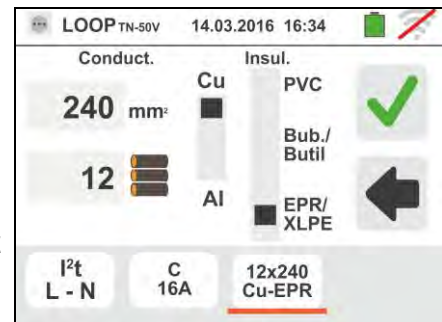 LOOP TN-50V 14.03.2016 16:34
Conduct. Insul.
240 mm²
Cu
PVC
Bub./
Butil
12
Al
EPR/
XLPE
I²t
L - N
C
16A
12x240
Cu-EPR